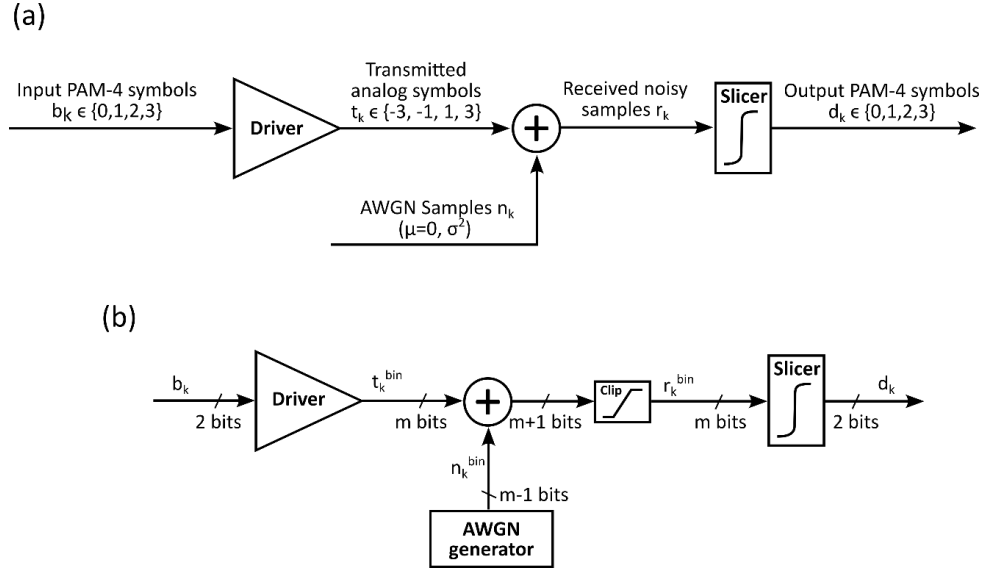 (a)
Input PAM-4 symbols
bₖ ϵ {0,1,2,3}
Driver
Transmitted
analog symbols
tₖ ϵ {-3, -1, 1, 3}
+
AWGN Samples nₖ
(μ=0, σ²)
Received noisy
samples rₖ
Slicer
Output PAM-4 symbols
dₖ ϵ {0,1,2,3}
(b)
bₖ
2 bits
Driver
tₖᵇⁱⁿ
m bits
+
nₖᵇⁱⁿ
m-1 bits
AWGN
generator
m+1 bits
Clip
rₖᵇⁱⁿ
m bits
Slicer
dₖ
2 bits